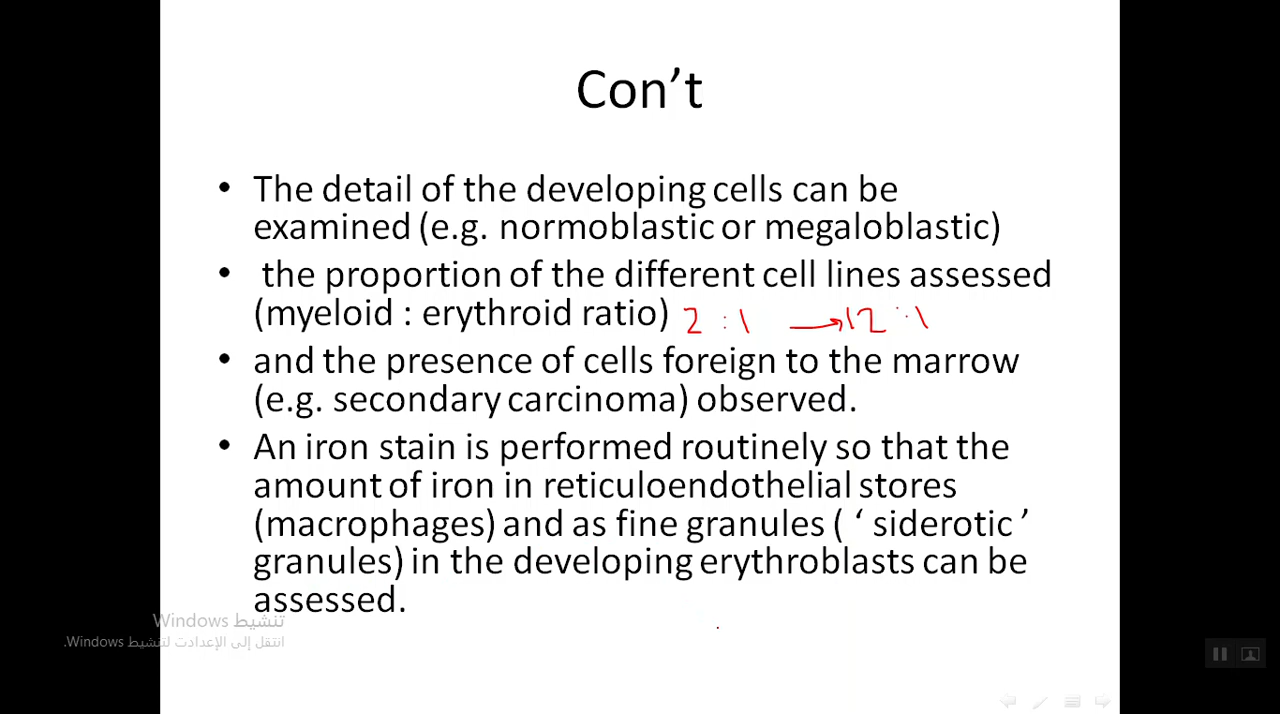 Con’t
• The detail of the developing cells can be
examined (e.g. normoblastic or megaloblastic)
• the proportion of the different cell lines assessed
(myeloid : erythroid ratio) 2 : 1 → 12 : 1
• and the presence of cells foreign to the marrow
(e.g. secondary carcinoma) observed.
• An iron stain is performed routinely so that the
amount of iron in reticuloendothelial stores
(macrophages) and as fine granules ( ‘ siderotic ’
granules) in the developing erythroblasts can be
assessed.
تنشيط Windows
انتقل إلى الإعدادت لتنشيط Windows.